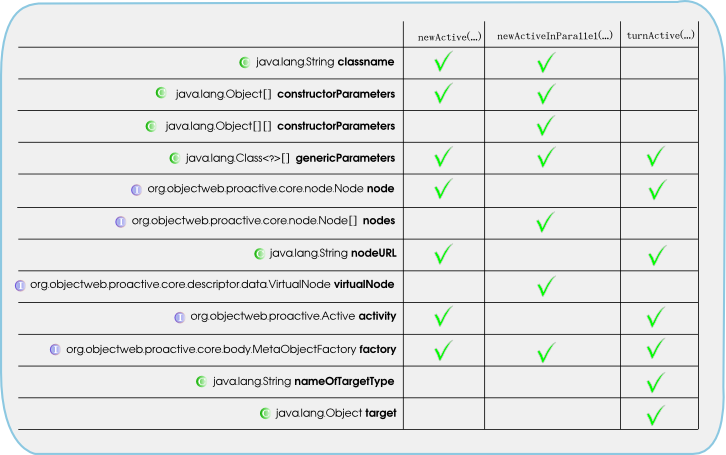 newActive(…) newActiveInParallel(…) turnActive(…)
C java.lang.String classname
C java.lang.Object[] constructorParameters
C java.lang.Object[][] constructorParameters
C java.lang.Class<?>[] genericParameters
I org.objectweb.proactive.core.node.Node node
I org.objectweb.proactive.core.node.Node[] nodes
C java.lang.String nodeURL
I org.objectweb.proactive.core.descriptor.data.VirtualNode virtualNode
I org.objectweb.proactive.Active activity
I org.objectweb.proactive.core.body.MetaObjectFactory factory
C java.lang.String nameOfTargetType
C java.lang.Object target